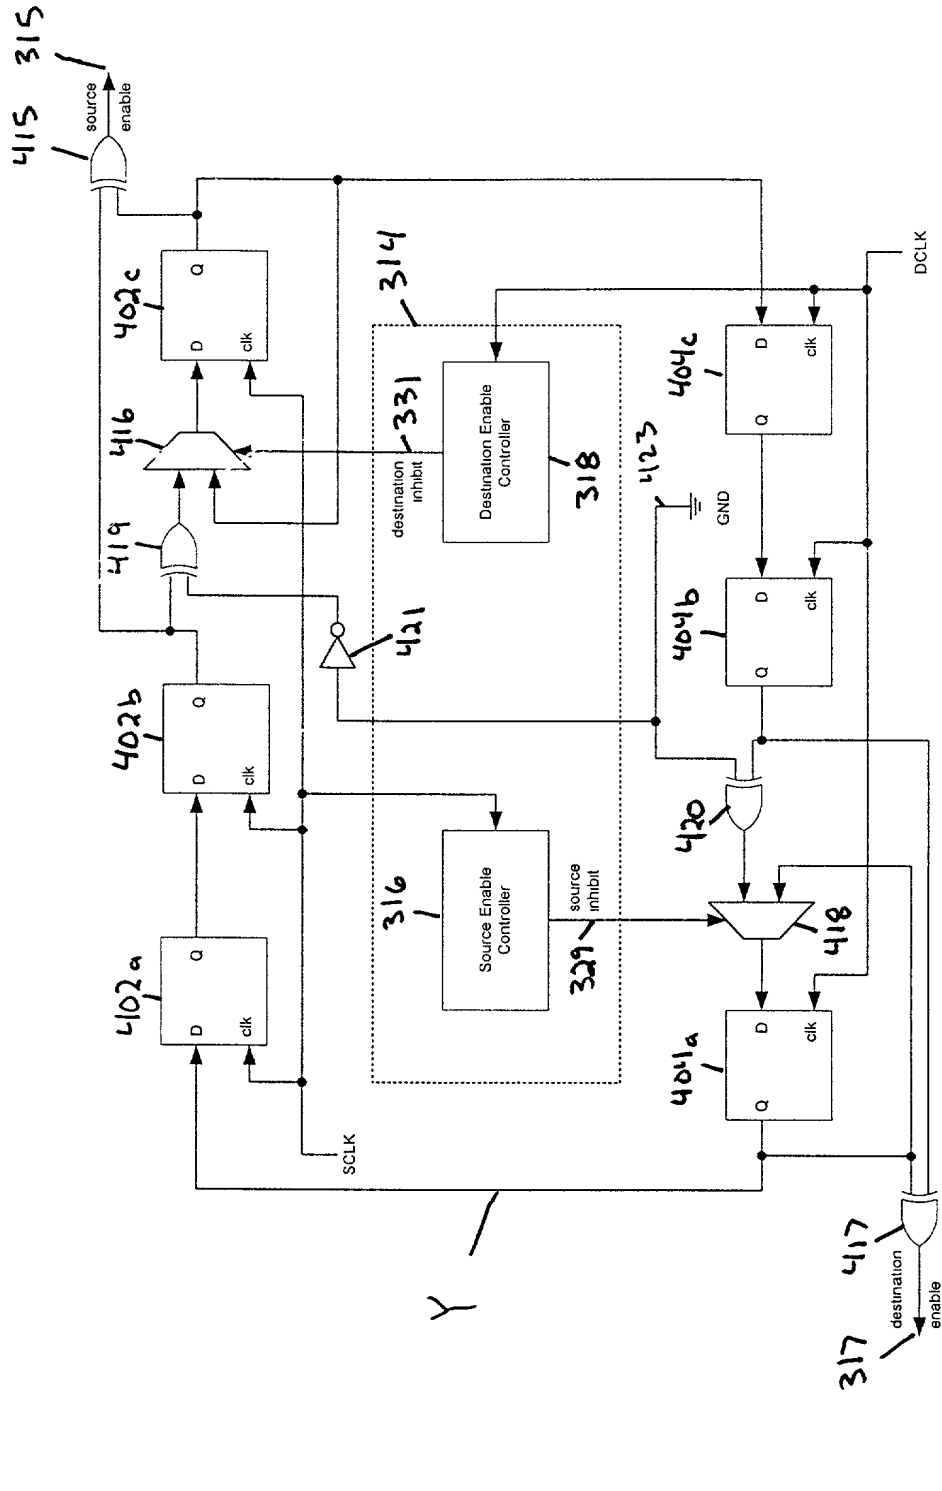 315
source
enable
415
402c
D
Q
clk
416
419
402b
D
Q
clk
402a
D
Q
clk
SCLK
421
314
331
destination
inhibit
Destination Enable
Controller
318
316
Source Enable
Controller
source
inhibit
329
423
GND
DCLK
404c
D
Q
clk
404b
D
Q
clk
420
418
404a
D
Q
clk
Y
417
destination
enable
317